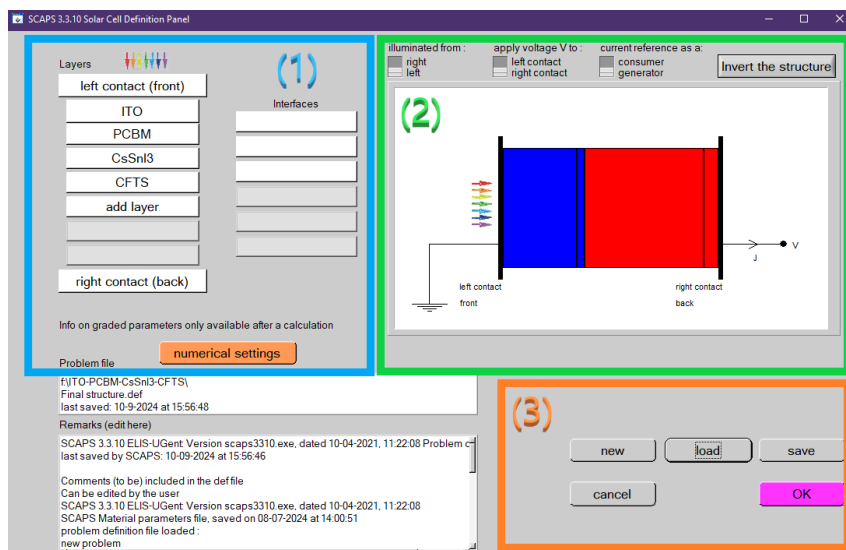 SCAPS 3.3.10 Solar Cell Definition Panel
Layers
(1)
left contact (front)
Interfaces
ITO
PCBM
CsSnI3
CFTS
add layer
right contact (back)
Info on graded parameters only available after a calculation
numerical settings
illuminated from :
right
left
apply voltage V to :
left contact
right contact
current reference as a:
consumer
generator
Invert the structure
(2)
V
J
left contact
front
right contact
back
Problem file
f:\ITO-PCBM-CsSnI3-CFTS\
Final structure.def
last saved: 10-9-2024 at 15:56:48
Remarks (edit here)
SCAPS 3.3.10 ELIS-UGent: Version scaps3310.exe, dated 10-04-2021, 11:22:08 Problem c
last saved by SCAPS: 10-09-2024 at 15:56:46
Comments (to be) included in the def file
Can be edited by the user
SCAPS 3.3.10 ELIS-UGent: Version scaps3310.exe, dated 10-04-2021, 11:22:08
SCAPS Material parameters file, saved on 08-07-2024 at 14:00:51
problem definition file loaded :
new problem
(3)
new
load
save
cancel
OK